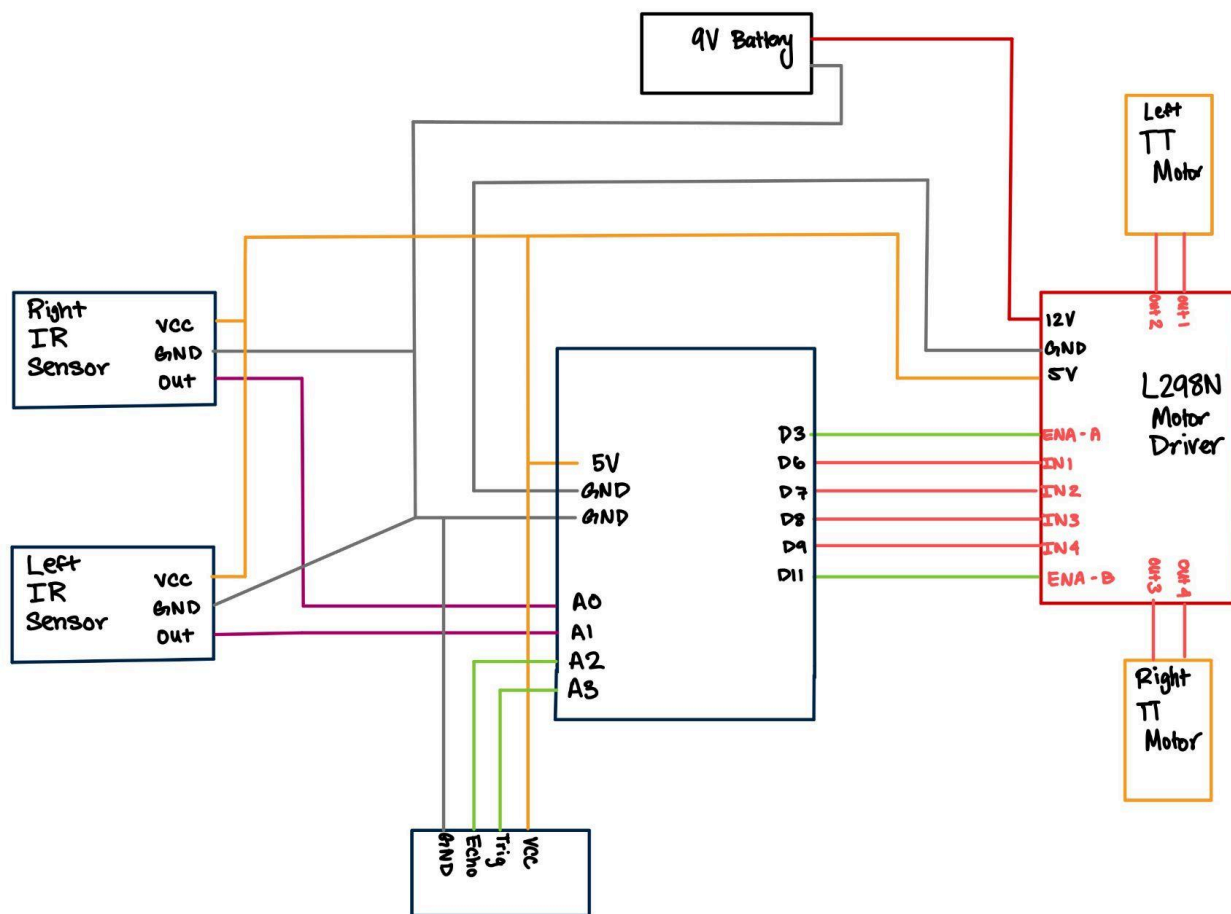 9V Battery
Left
TT
Motor
Out 2
Out 1
Right
IR
Sensor
VCC
GND
Out
12V
GND
5V
L298N
Motor
Driver
ENA-A
IN1
IN2
IN3
IN4
ENA-B
Out 3
Out 4
D3
D6
D7
D8
D9
D11
5V
GND
GND
A0
A1
A2
A3
Left
IR
Sensor
VCC
GND
Out
Right
TT
Motor
GND
Echo
Trig
VCC